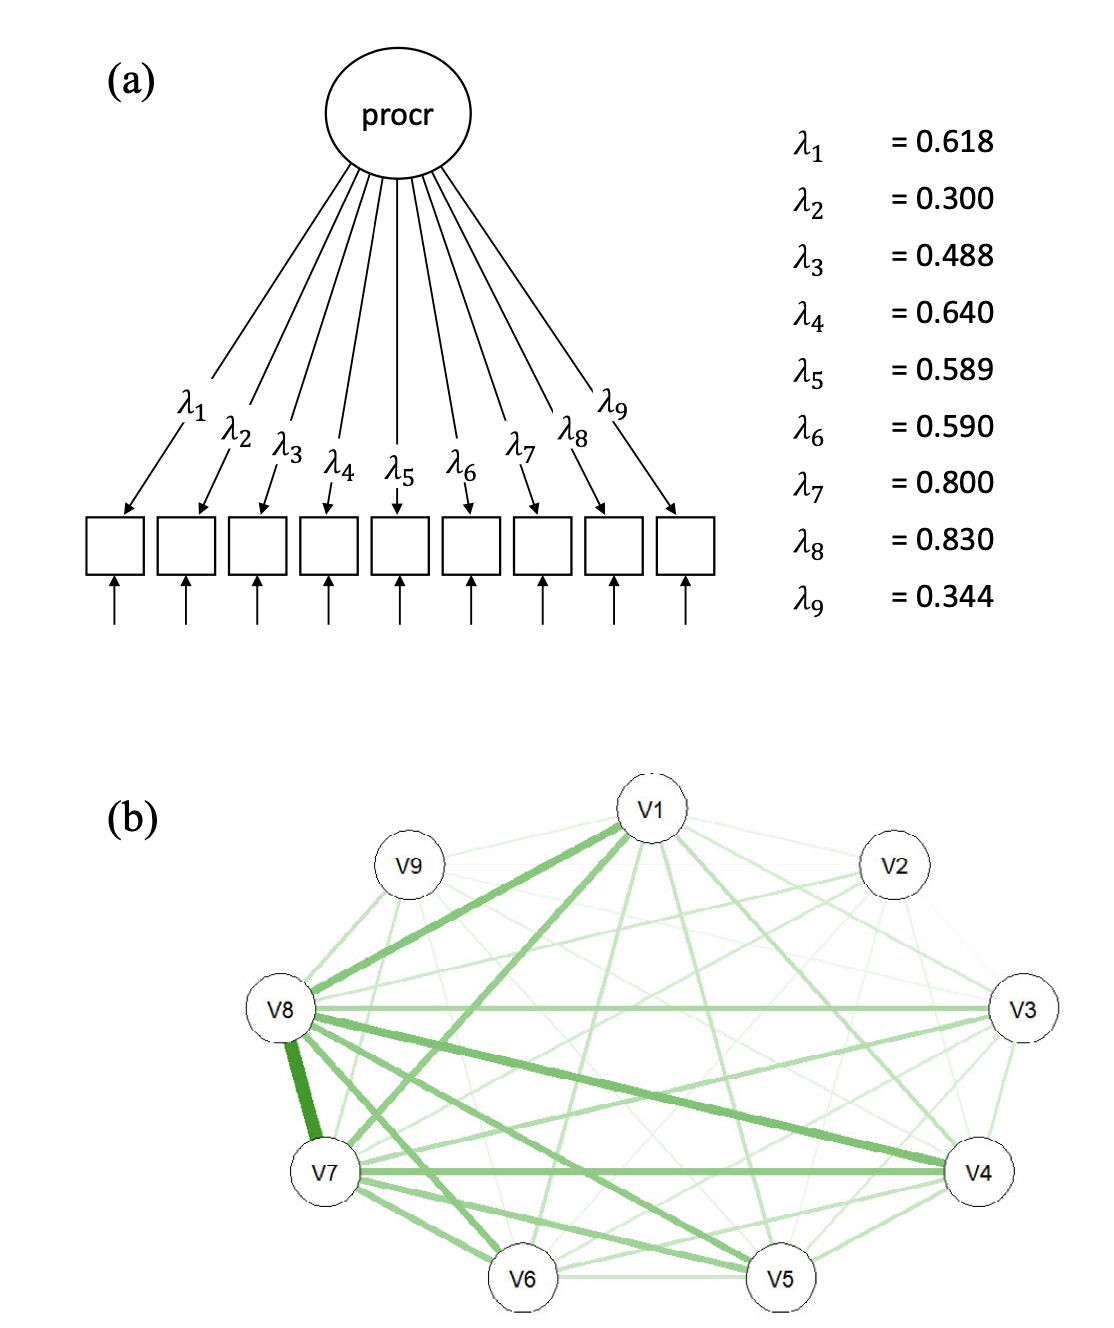 (a)
procr
λ1 = 0.618
λ2 = 0.300
λ3 = 0.488
λ4 = 0.640
λ5 = 0.589
λ6 = 0.590
λ7 = 0.800
λ8 = 0.830
λ9 = 0.344
λ1
λ2
λ3
λ4
λ5
λ6
λ7
λ8
λ9
(b)
V1
V9
V2
V8
V3
V7
V4
V6
V5